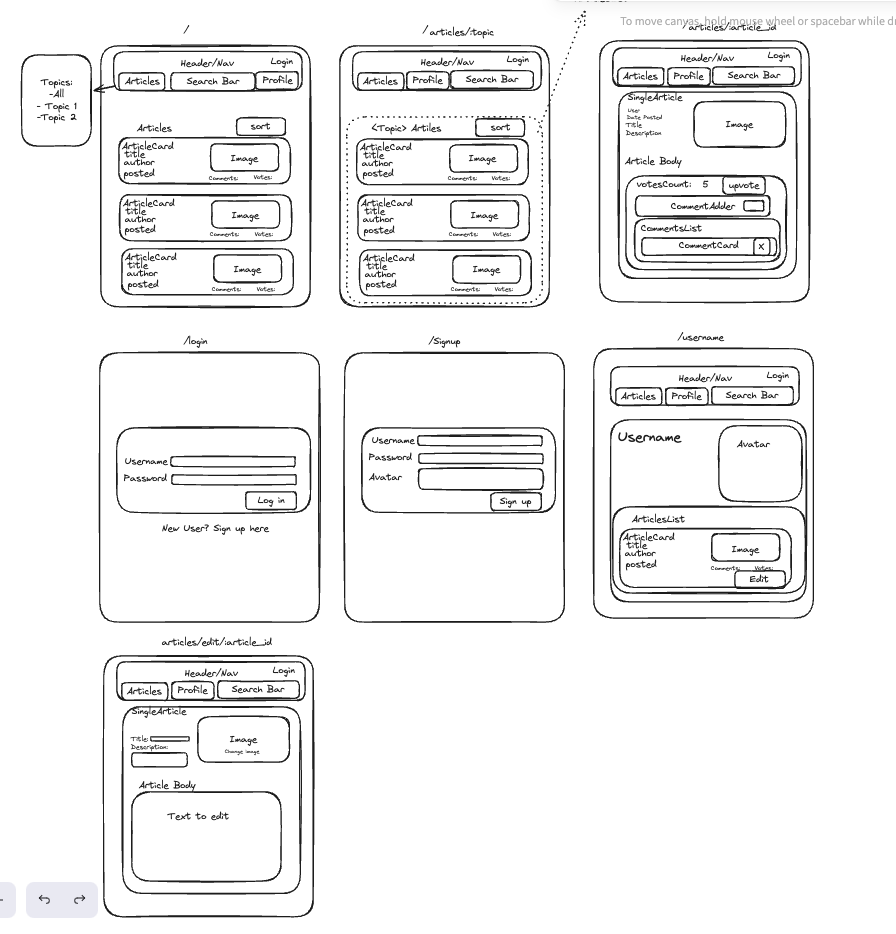 To move canvas, hold mouse wheel or spacebar while dr
/
Topics:
-All
- Topic 1
-Topic 2
Header/Nav
Login
Articles
Search Bar
Profile
Articles
sort
ArticleCard
title
author
posted
Image
Comments:
Votes:
ArticleCard
title
author
posted
Image
Comments:
Votes:
ArticleCard
title
author
posted
Image
Comments:
Votes:
/articles/:topic
Header/Nav
Login
Articles
Profile
Search Bar
<Topic> Artiles
sort
ArticleCard
title
author
posted
Image
Comments:
Votes:
ArticleCard
title
author
posted
Image
Comments:
Votes:
ArticleCard
title
author
posted
Image
Comments:
Votes:
/articles/:article_id
Header/Nav
Login
Articles
Profile
Search Bar
SingleArticle
User
Date Posted
Title
Description
Image
Article Body
votesCount: 5
upvote
CommentAdder
CommentsList
CommentCard
X
/login
Username
Password
Log in
New User? Sign up here
/Signup
Username
Password
Avatar
Sign up
/username
Header/Nav
Login
Articles
Profile
Search Bar
Username
Avatar
ArticlesList
ArticleCard
title
author
posted
Image
Comments:
Votes:
Edit
articles/edit/:article_id
Header/Nav
Login
Articles
Profile
Search Bar
SingleArticle
Title:
Description:
Image
Change image
Article Body
Text to edit